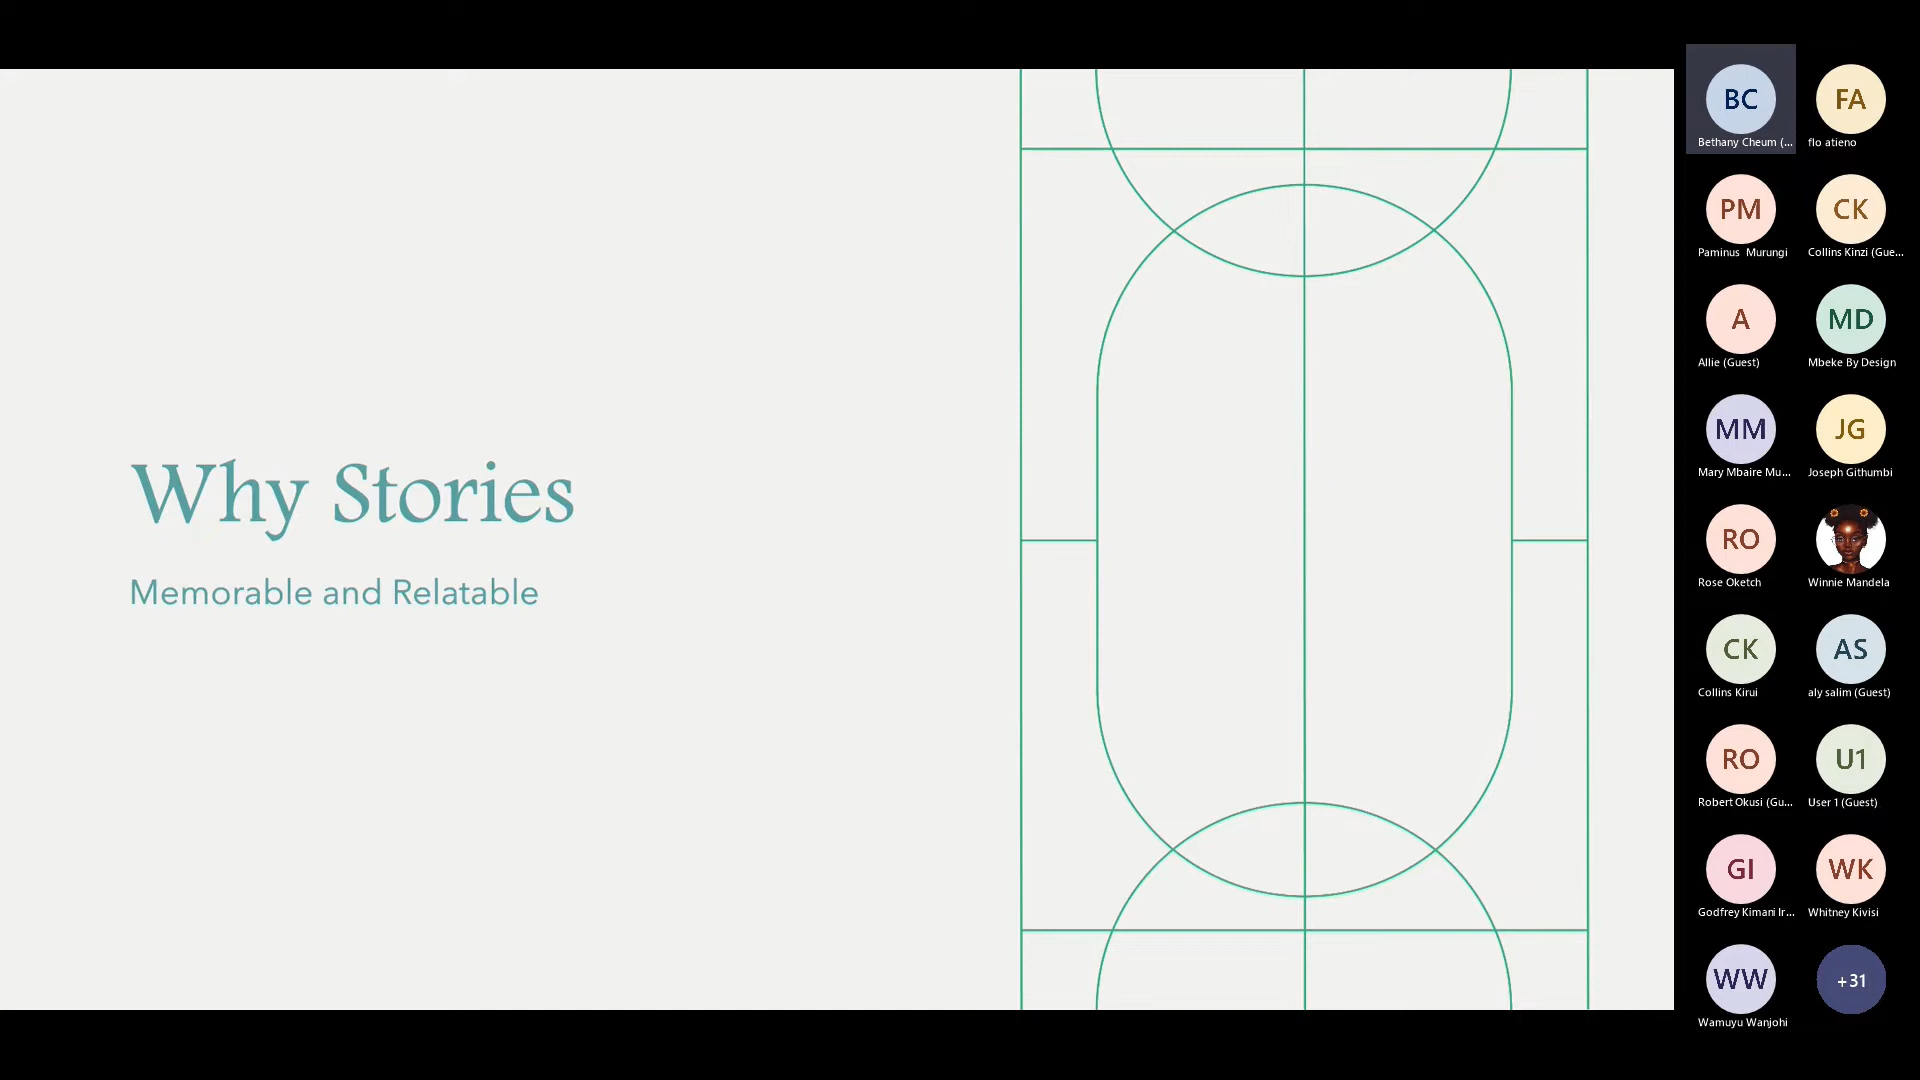 Why Stories
Memorable and Relatable
BC
Bethany Cheum (...
FA
flo atieno
PM
Paminus Murungi
CK
Collins Kinzi (Gue...
A
Allie (Guest)
MD
Mbeke By Design
MM
Mary Mbaire Mu...
JG
Joseph Githumbi
RO
Rose Oketch
Winnie Mandela
CK
Collins Kirui
AS
aly salim (Guest)
RO
Robert Okusi (Gu...
U1
User 1 (Guest)
GI
Godfrey Kimani Ir...
WK
Whitney Kivisi
WW
Wamuyu Wanjohi
+31